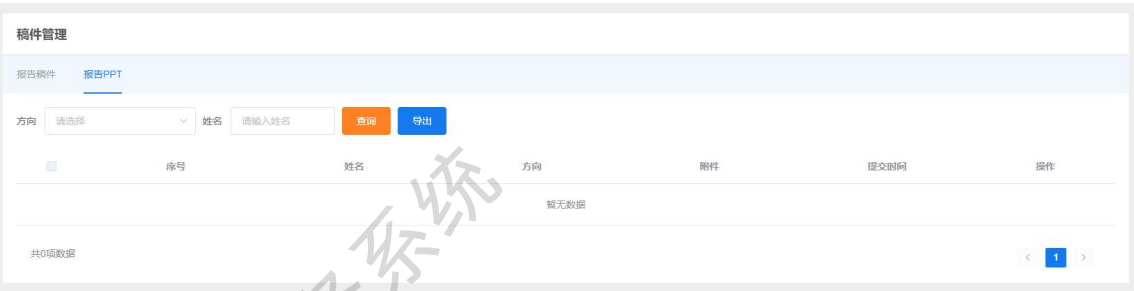 稿件管理
报告稿件 报告PPT
方向 请选择 姓名 请输入姓名 查询 导出
序号 姓名 方向 附件 提交时间 操作
暂无数据
共0项数据 < 1 >
系统